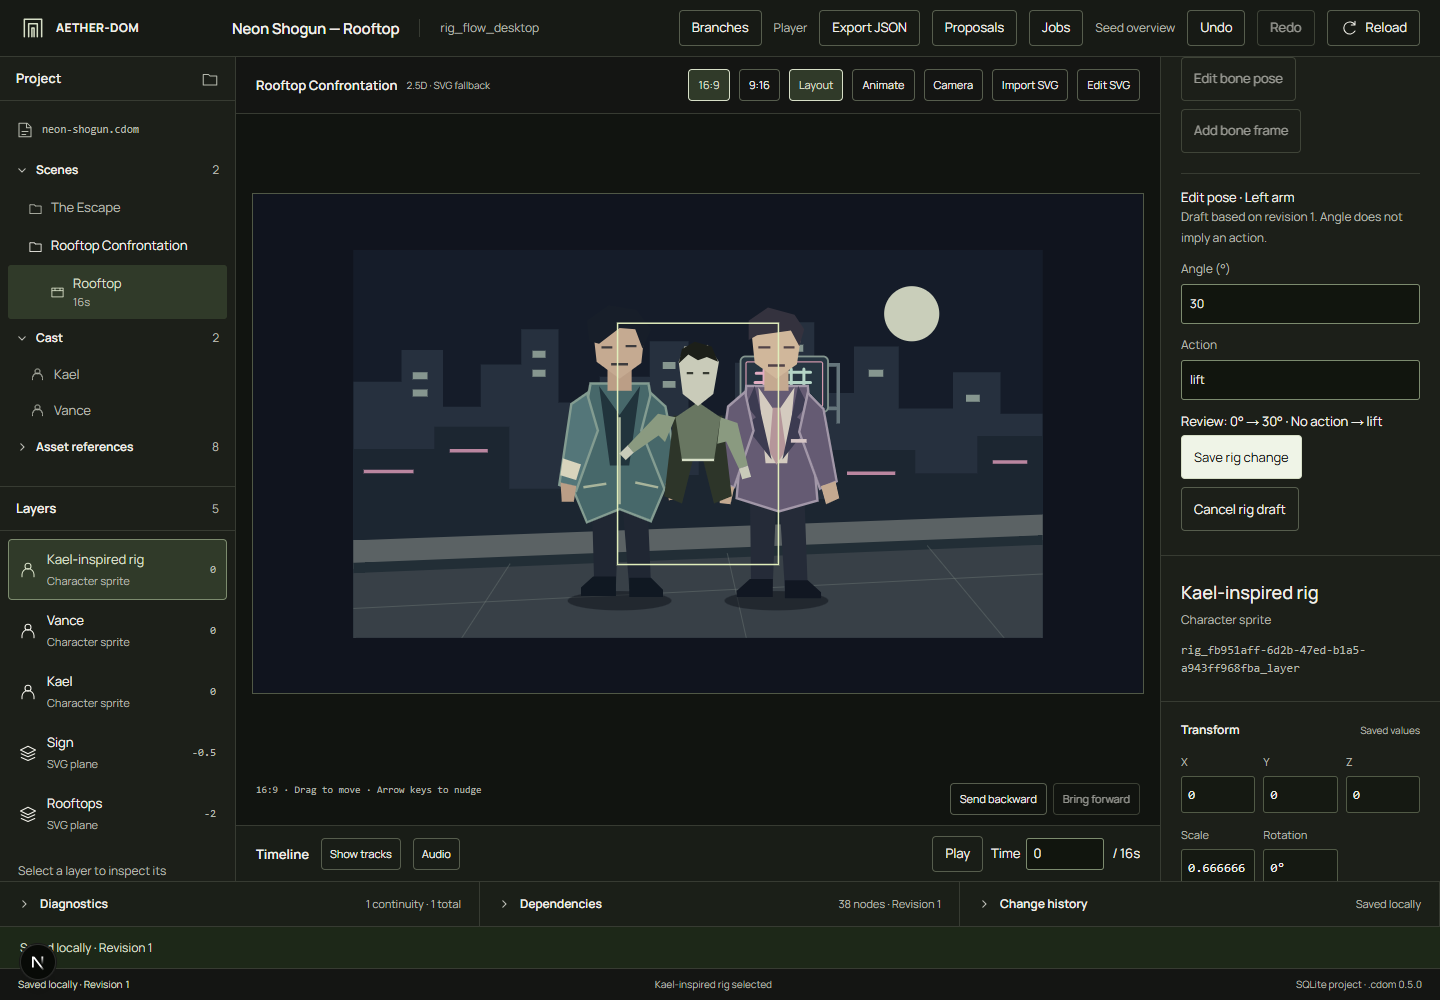 AETHER-DOM
Neon Shogun — Rooftop
rig_flow_desktop
Branches
Player
Export JSON
Proposals
Jobs
Seed overview
Undo
Redo
Reload
Project
neon-shogun.cdom
Scenes
2
The Escape
Rooftop Confrontation
Rooftop
16s
Cast
2
Kael
Vance
Asset references
8
Layers
5
Kael-inspired rig
Character sprite
0
Vance
Character sprite
0
Kael
Character sprite
0
Sign
SVG plane
-0.5
Rooftops
SVG plane
-2
Select a layer to inspect its
Rooftop Confrontation
2.5D · SVG fallback
16:9
9:16
Layout
Animate
Camera
Import SVG
Edit SVG
16:9 · Drag to move · Arrow keys to nudge
Send backward
Bring forward
Timeline
Show tracks
Audio
Play
Time
0
/ 16s
Edit bone pose
Add bone frame
Edit pose · Left arm
Draft based on revision 1. Angle does not
imply an action.
Angle (°)
30
Action
lift
Review: 0° → 30° · No action → lift
Save rig change
Cancel rig draft
Kael-inspired rig
Character sprite
rig_fb951aff-6d2b-47ed-b1a5-
a943ff968fba_layer
Transform
Saved values
X
Y
Z
0
0
0
Scale
Rotation
0.666666
0°
Diagnostics
1 continuity · 1 total
Dependencies
38 nodes · Revision 1
Change history
Saved locally
locally · Revision 1
N
Saved locally · Revision 1
Kael-inspired rig selected
SQLite project · .cdom 0.5.0